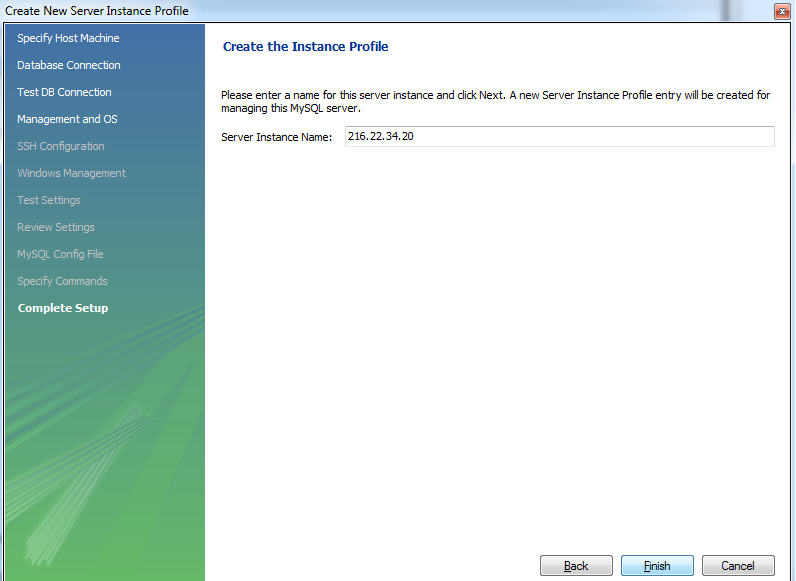 Create New Server Instance Profile
Specify Host Machine
Database Connection
Test DB Connection
Management and OS
SSH Configuration
Windows Management
Test Settings
Review Settings
MySQL Config File
Specify Commands
Complete Setup
Create the Instance Profile
Please enter a name for this server instance and click Next. A new Server Instance Profile entry will be created for
managing this MySQL server.
Server Instance Name: 216.22.34.20
Back Finish Cancel